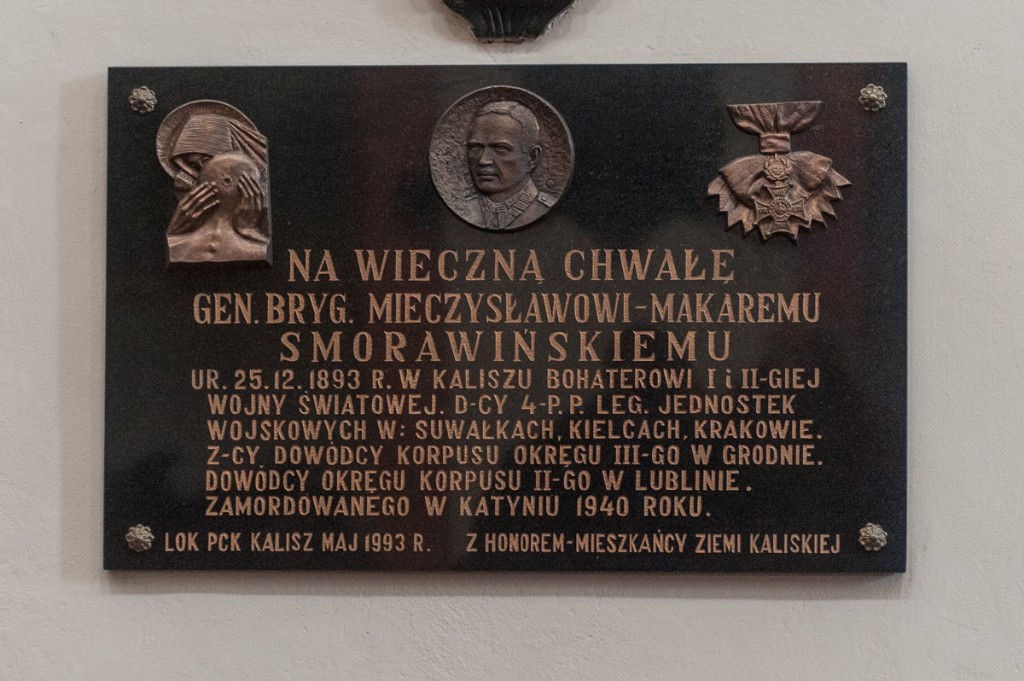 NA WIECZNĄ CHWAŁĘ
GEN. BRYG. MIECZYSŁAWOWI-MAKAREMU
SMORAWIŃSKIEMU
UR. 25.12.1893 R. W KALISZU BOHATEROWI I i II-GIEJ
WOJNY ŚWIATOWEJ. D-CY 4-P.P. LEG. JEDNOSTEK
WOJSKOWYCH W: SUWAŁKACH, KIELCACH, KRAKOWIE.
Z-CY DOWÓDCY KORPUSU OKRĘGU III-GO W GRODNIE.
DOWÓDCY OKRĘGU KORPUSU II-GO W LUBLINIE.
ZAMORDOWANEGO W KATYNIU 1940 ROKU.
LOK PCK KALISZ MAJ 1993 R. Z HONOREM-MIESZKAŃCY ZIEMI KALISKIEJ